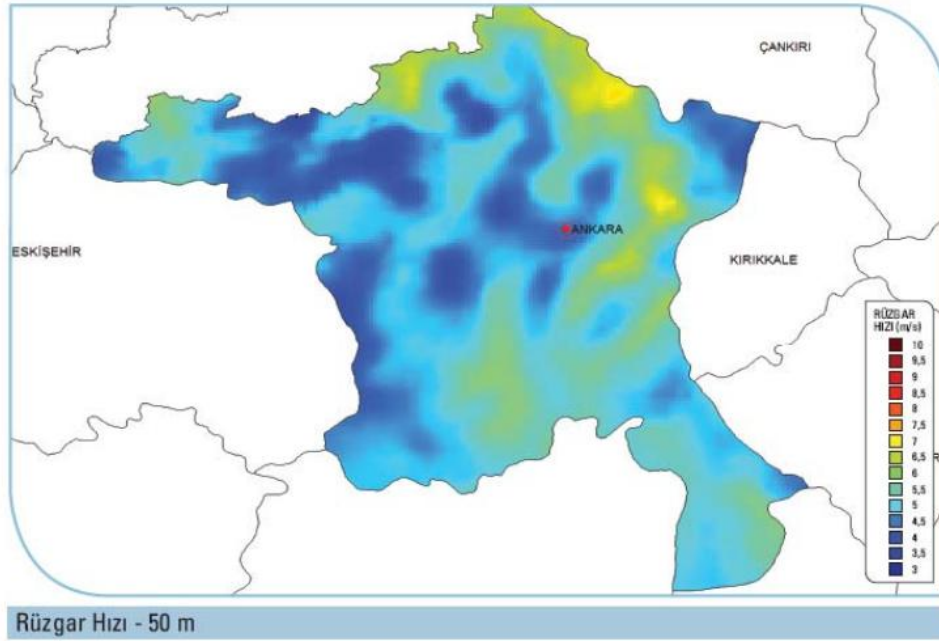 ÇANKIRI
ANKARA
ESKİŞEHİR
KIRIKKALE
RÜZGAR
HIZI (m/s)
10
9,5
9
8,5
8
7,5
7
6,5
6
5,5
5
4,5
4
3,5
3
R
Rüzgar Hızı - 50 m